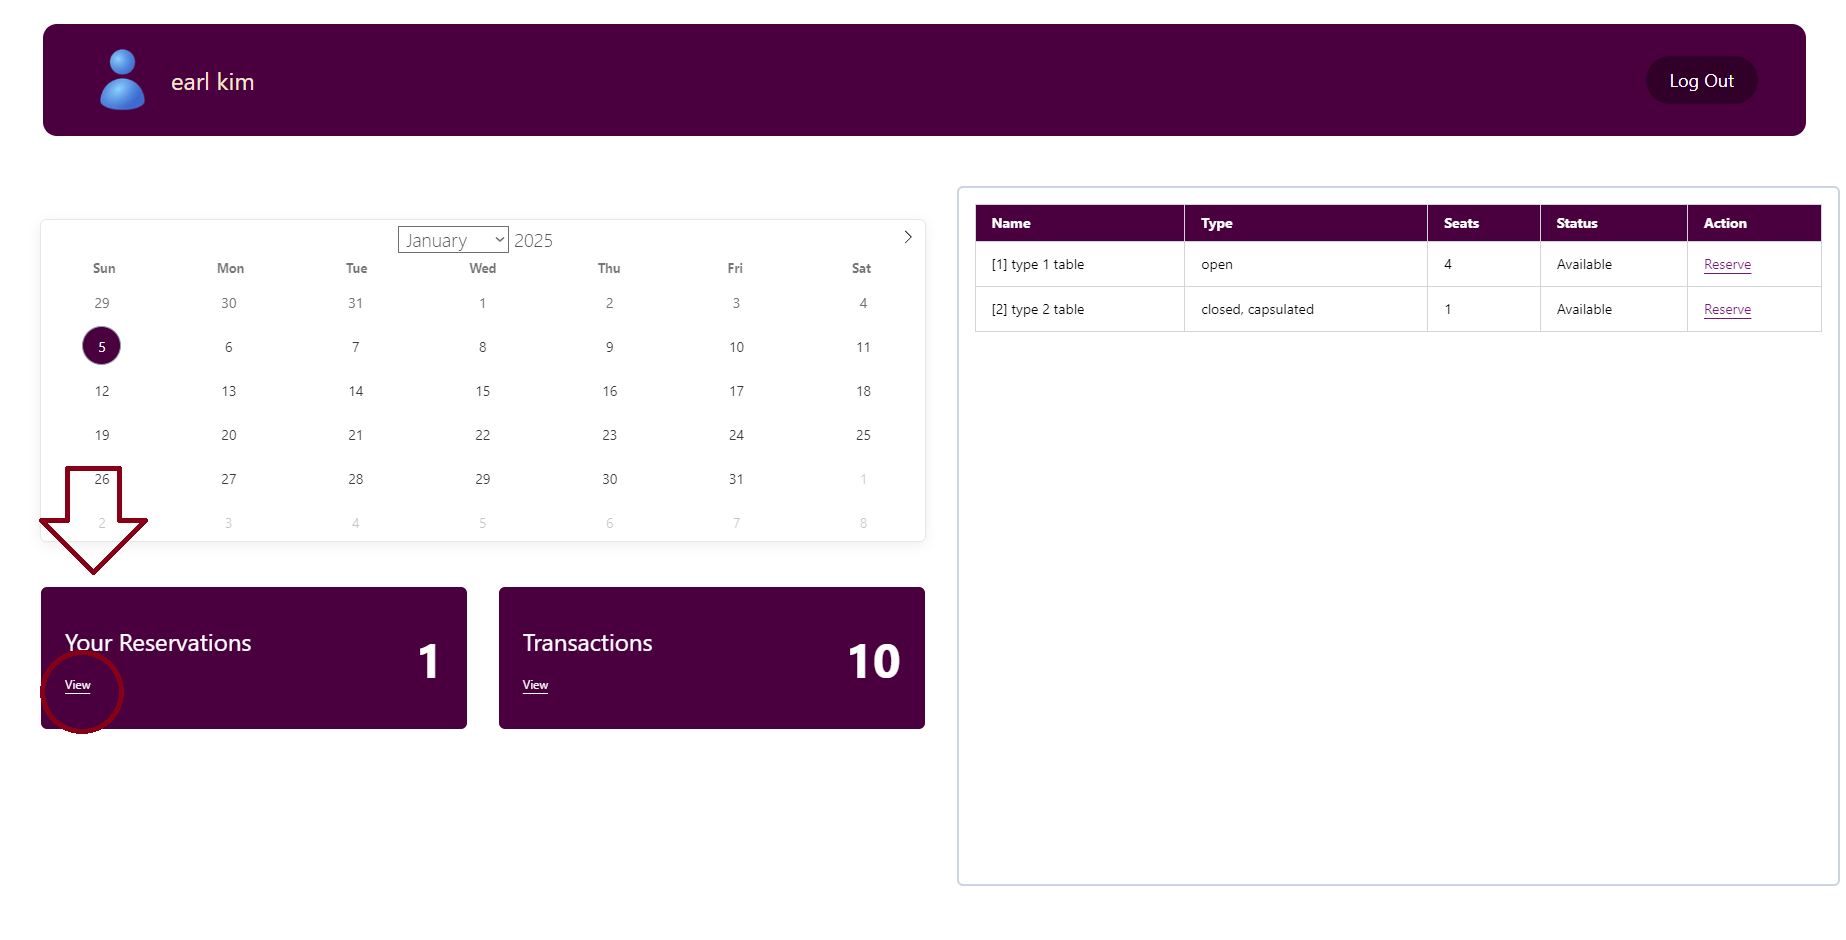 earl kim
Log Out
January 2025
Sun Mon Tue Wed Thu Fri Sat
29 30 31 1 2 3 4
5 6 7 8 9 10 11
12 13 14 15 16 17 18
19 20 21 22 23 24 25
26 27 28 29 30 31 1
2 3 4 5 6 7 8
Your Reservations
View
1
Transactions
View
10
Name Type Seats Status Action
[1] type 1 table open 4 Available Reserve
[2] type 2 table closed, capsulated 1 Available Reserve